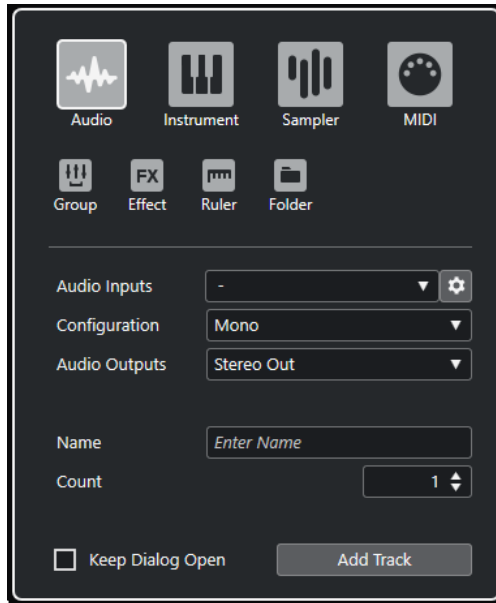 Audio Instrument Sampler MIDI
FX
Group Effect Ruler Folder
Audio Inputs -
Configuration Mono
Audio Outputs Stereo Out
Name Enter Name
Count 1
Keep Dialog Open Add Track